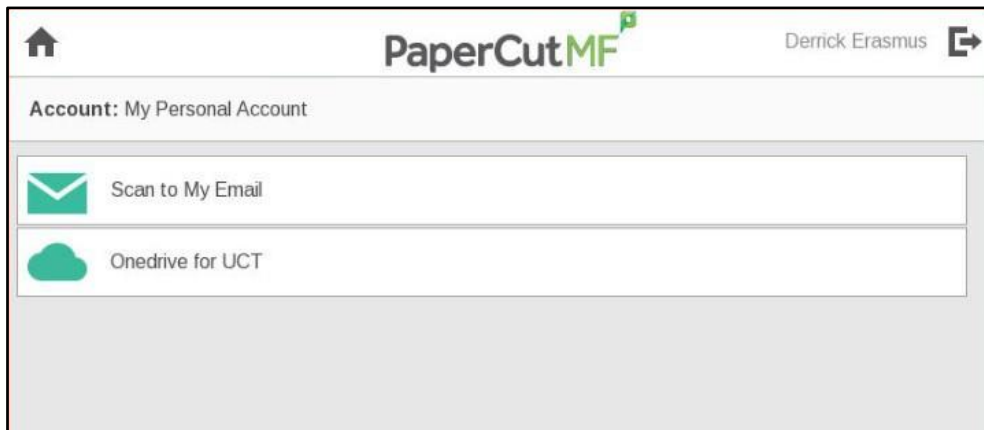 PaperCutMF
Derrick Erasmus
Account: My Personal Account
Scan to My Email
Onedrive for UCT